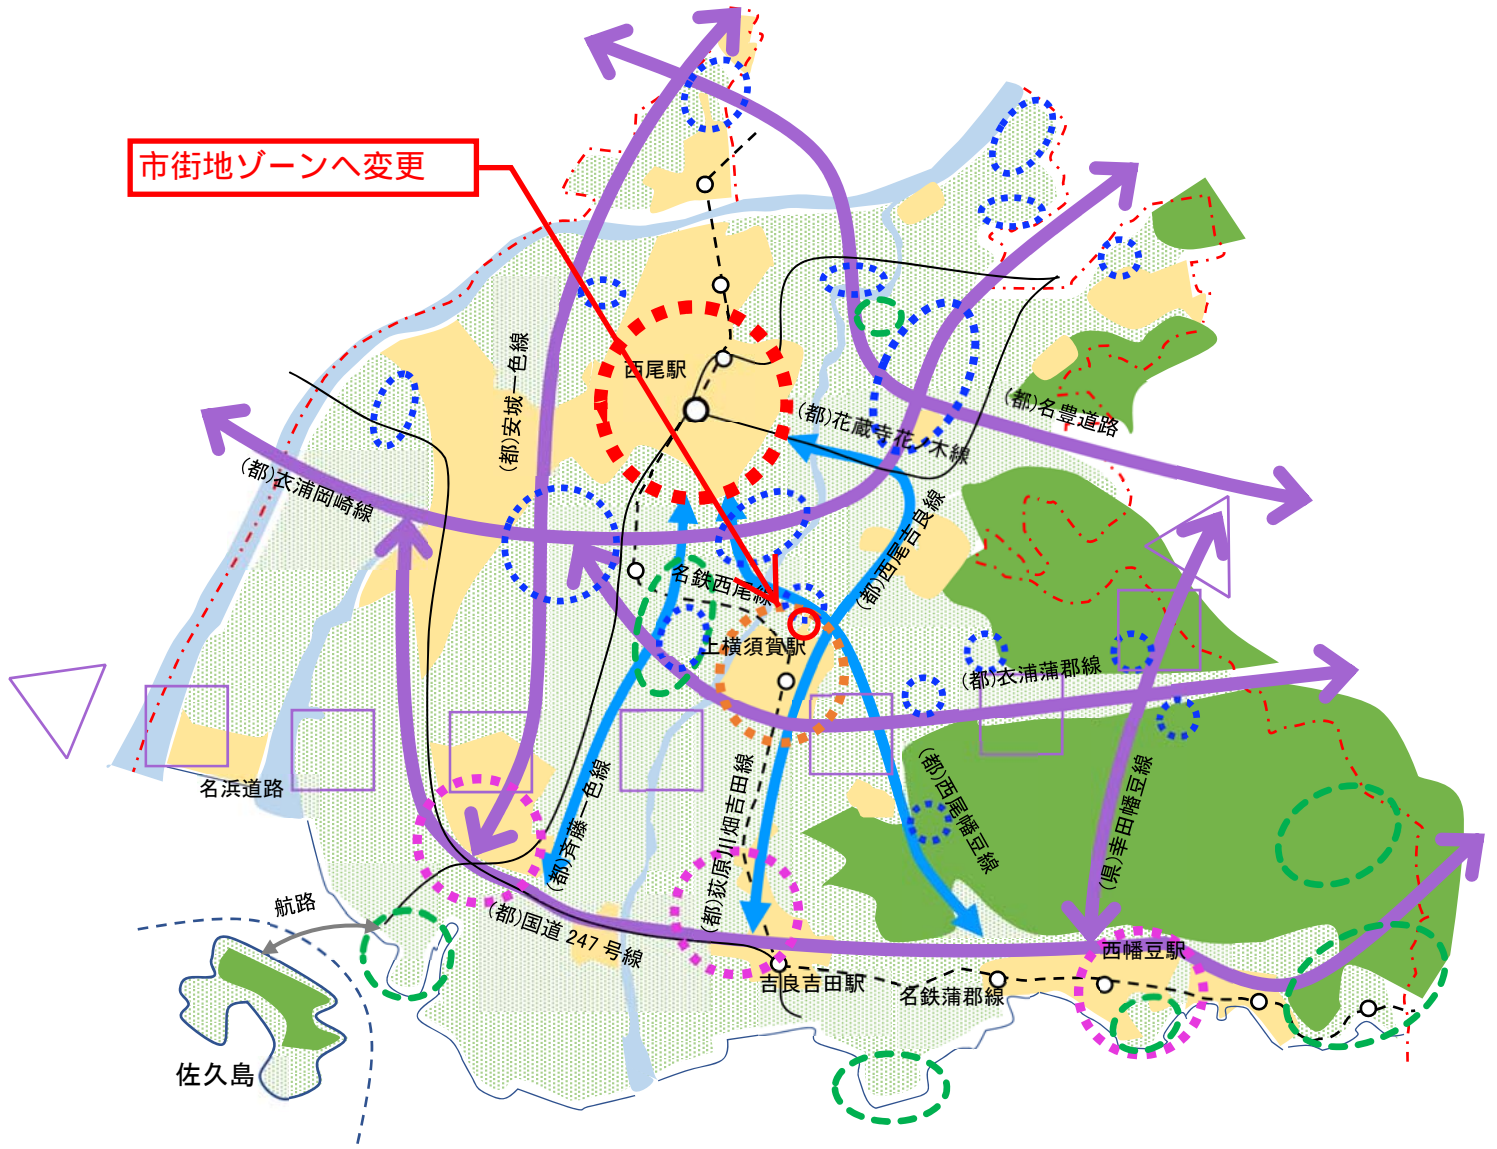 市街地ゾーンへ変更
西尾駅
(都)安城一色線
(都)花蔵寺花ノ木線
(都)名豊道路
(都)衣浦岡崎線
(都)西尾吉良線
名鉄西尾線
上横須賀駅
(都)衣浦蒲郡線
名浜道路
(都)斉藤一色線
(都)荻原川畑吉田線
(都)西尾幡豆線
(県)幸田幡豆線
航路
(都)国道247号線
西幡豆駅
吉良吉田駅
名鉄蒲郡線
佐久島